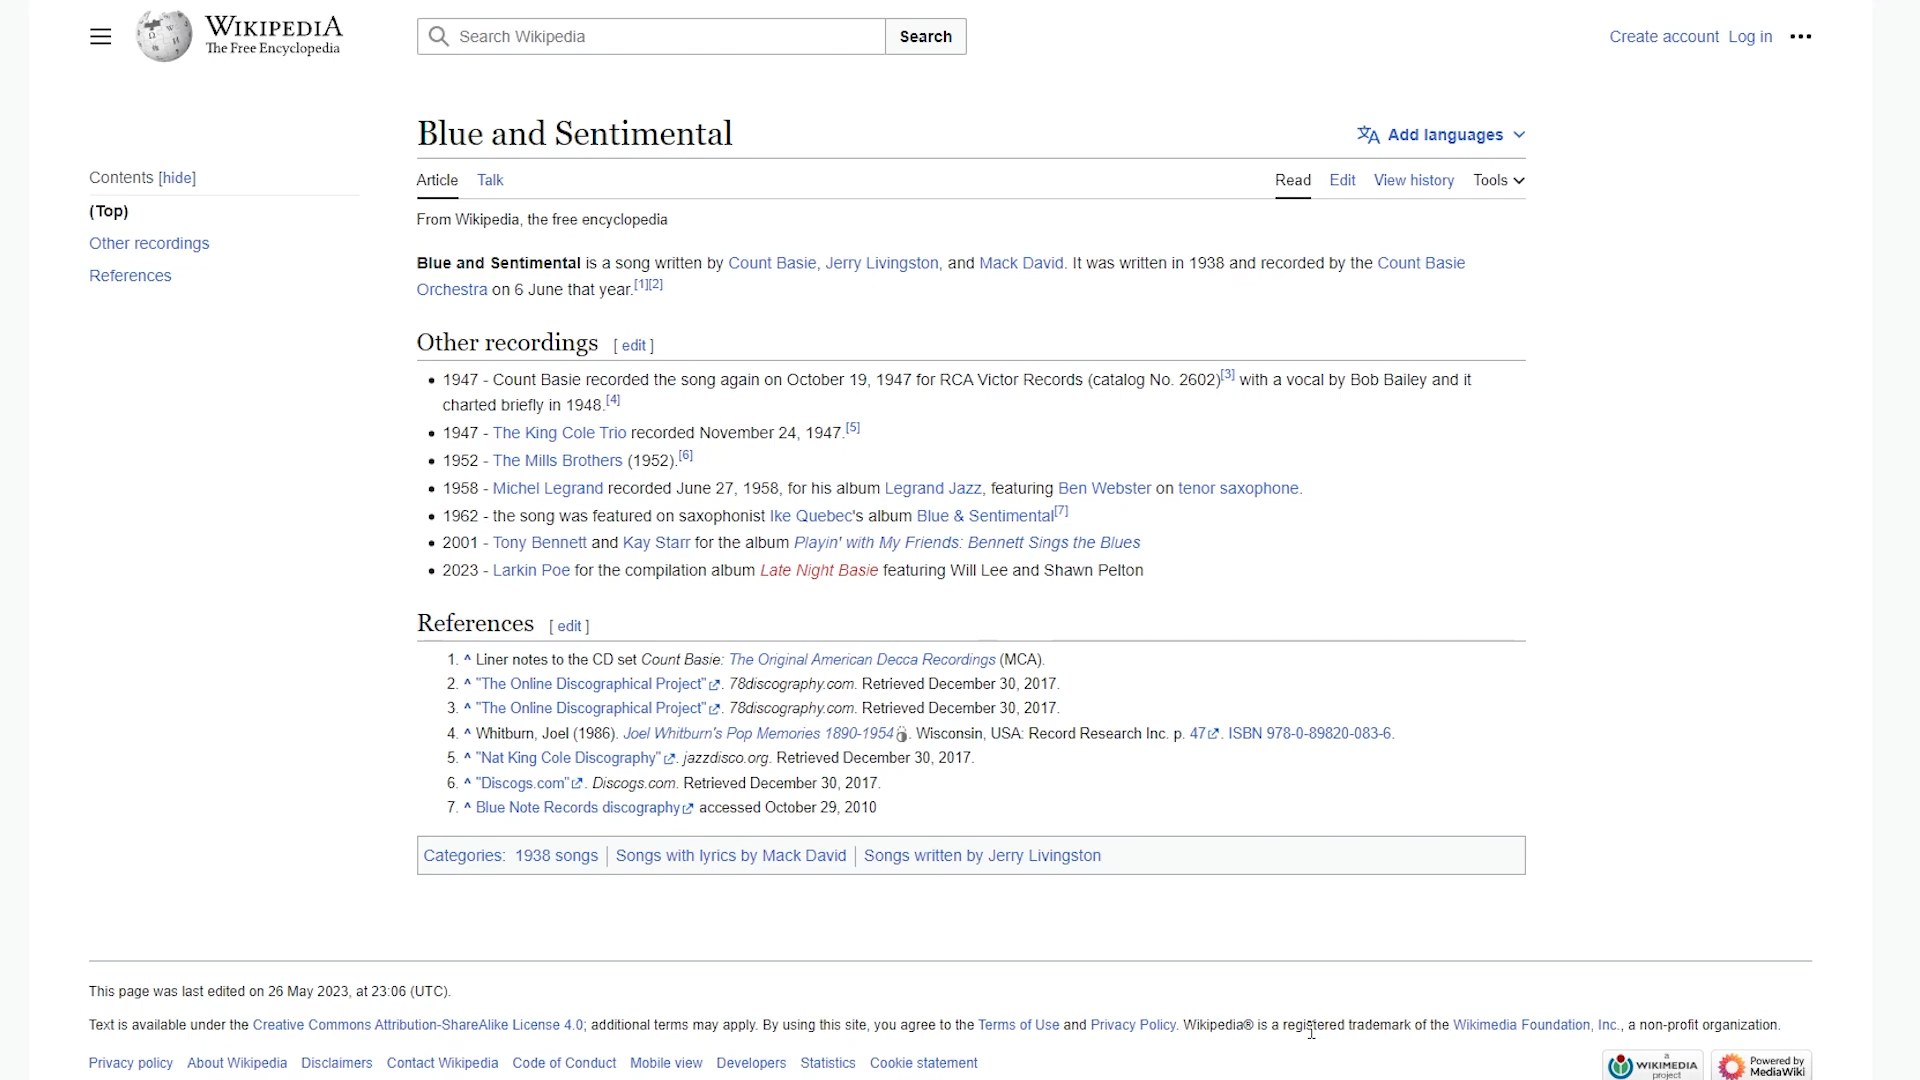 WIKIPEDIA
The Free Encyclopedia
Search Wikipedia
Search
Create account Log in
Blue and Sentimental
Add languages
Contents [hide]
(Top)
Other recordings
References
Article Talk
Read Edit View history Tools
From Wikipedia, the free encyclopedia
Blue and Sentimental is a song written by Count Basie, Jerry Livingston, and Mack David. It was written in 1938 and recorded by the Count Basie
Orchestra on 6 June that year.[1][2]
Other recordings [ edit ]
• 1947 - Count Basie recorded the song again on October 19, 1947 for RCA Victor Records (catalog No. 2602)[3] with a vocal by Bob Bailey and it
charted briefly in 1948.[4]
• 1947 - The King Cole Trio recorded November 24, 1947.[5]
• 1952 - The Mills Brothers (1952).[6]
• 1958 - Michel Legrand recorded June 27, 1958, for his album Legrand Jazz, featuring Ben Webster on tenor saxophone.
• 1962 - the song was featured on saxophonist Ike Quebec's album Blue & Sentimental[7]
• 2001 - Tony Bennett and Kay Starr for the album Playin' with My Friends: Bennett Sings the Blues
• 2023 - Larkin Poe for the compilation album Late Night Basie featuring Will Lee and Shawn Pelton
References [ edit ]
1. ^ Liner notes to the CD set Count Basie: The Original American Decca Recordings (MCA).
2. ^ "The Online Discographical Project". 78discography.com. Retrieved December 30, 2017.
3. ^ "The Online Discographical Project". 78discography.com. Retrieved December 30, 2017.
4. ^ Whitburn, Joel (1986). Joel Whitburn's Pop Memories 1890-1954. Wisconsin, USA: Record Research Inc. p. 47. ISBN 978-0-89820-083-6.
5. ^ "Nat King Cole Discography". jazzdisco.org. Retrieved December 30, 2017.
6. ^ "Discogs.com". Discogs.com. Retrieved December 30, 2017.
7. ^ Blue Note Records discography accessed October 29, 2010
Categories: 1938 songs | Songs with lyrics by Mack David | Songs written by Jerry Livingston
This page was last edited on 26 May 2023, at 23:06 (UTC).
Text is available under the Creative Commons Attribution-ShareAlike License 4.0; additional terms may apply. By using this site, you agree to the Terms of Use and Privacy Policy. Wikipedia® is a registered trademark of the Wikimedia Foundation, Inc., a non-profit organization.
Privacy policy About Wikipedia Disclaimers Contact Wikipedia Code of Conduct Mobile view Developers Statistics Cookie statement
a
WIKIMEDIA
project
Powered by
MediaWiki